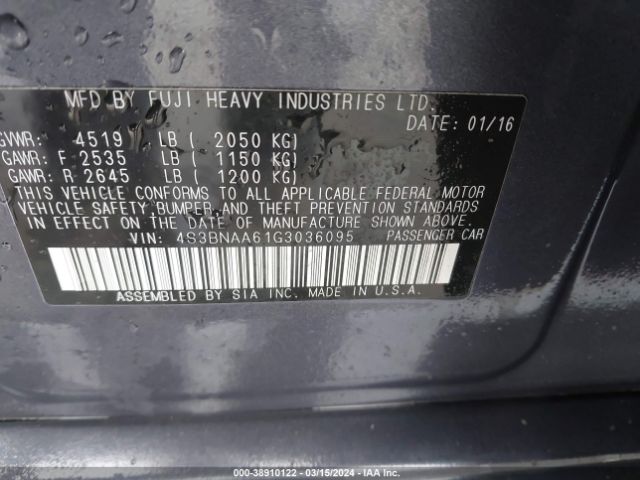 MFD BY FUJI HEAVY INDUSTRIES LTD.
DATE: 01/16
GVWR: 4519 LB ( 2050 KG)
GAWR: F - 2535 LB ( 1150 KG)
GAWR: R 2645 LB ( 1200 KG)
THIS VEHICLE CONFORMS TO ALL APPLICABLE FEDERAL MOTOR
VEHICLE SAFETY, BUMPER, AND THEFT PREVENTION STANDARDS
IN EFFECT ON THE DATE OF MANUFACTURE SHOWN ABOVE.
VIN: 4S3BNAA61G3036095 PASSENGER CAR
ASSEMBLED BY SIA INC. MADE IN U.S.A.
000-38910122 - 03/15/2024 - IAA Inc.